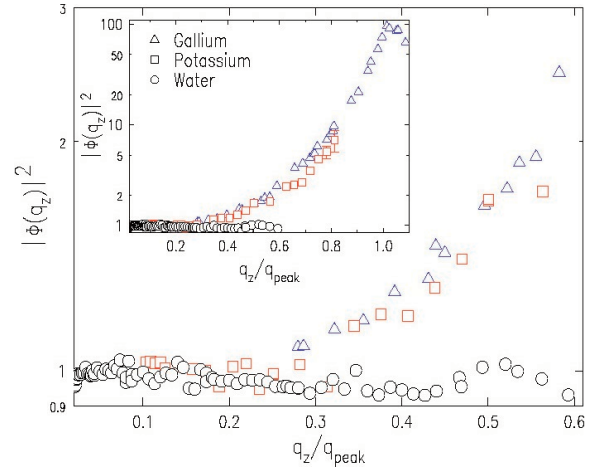 3
2
1
0.9
|Φ(q_z)|²
0.1 0.2 0.3 0.4 0.5 0.6
q_z/q_peak
100
50
20
10
5
2
1
|Φ(q_z)|²
△ Gallium
□ Potassium
○ Water
0.2 0.4 0.6 0.8 1.0
q_z/q_peak